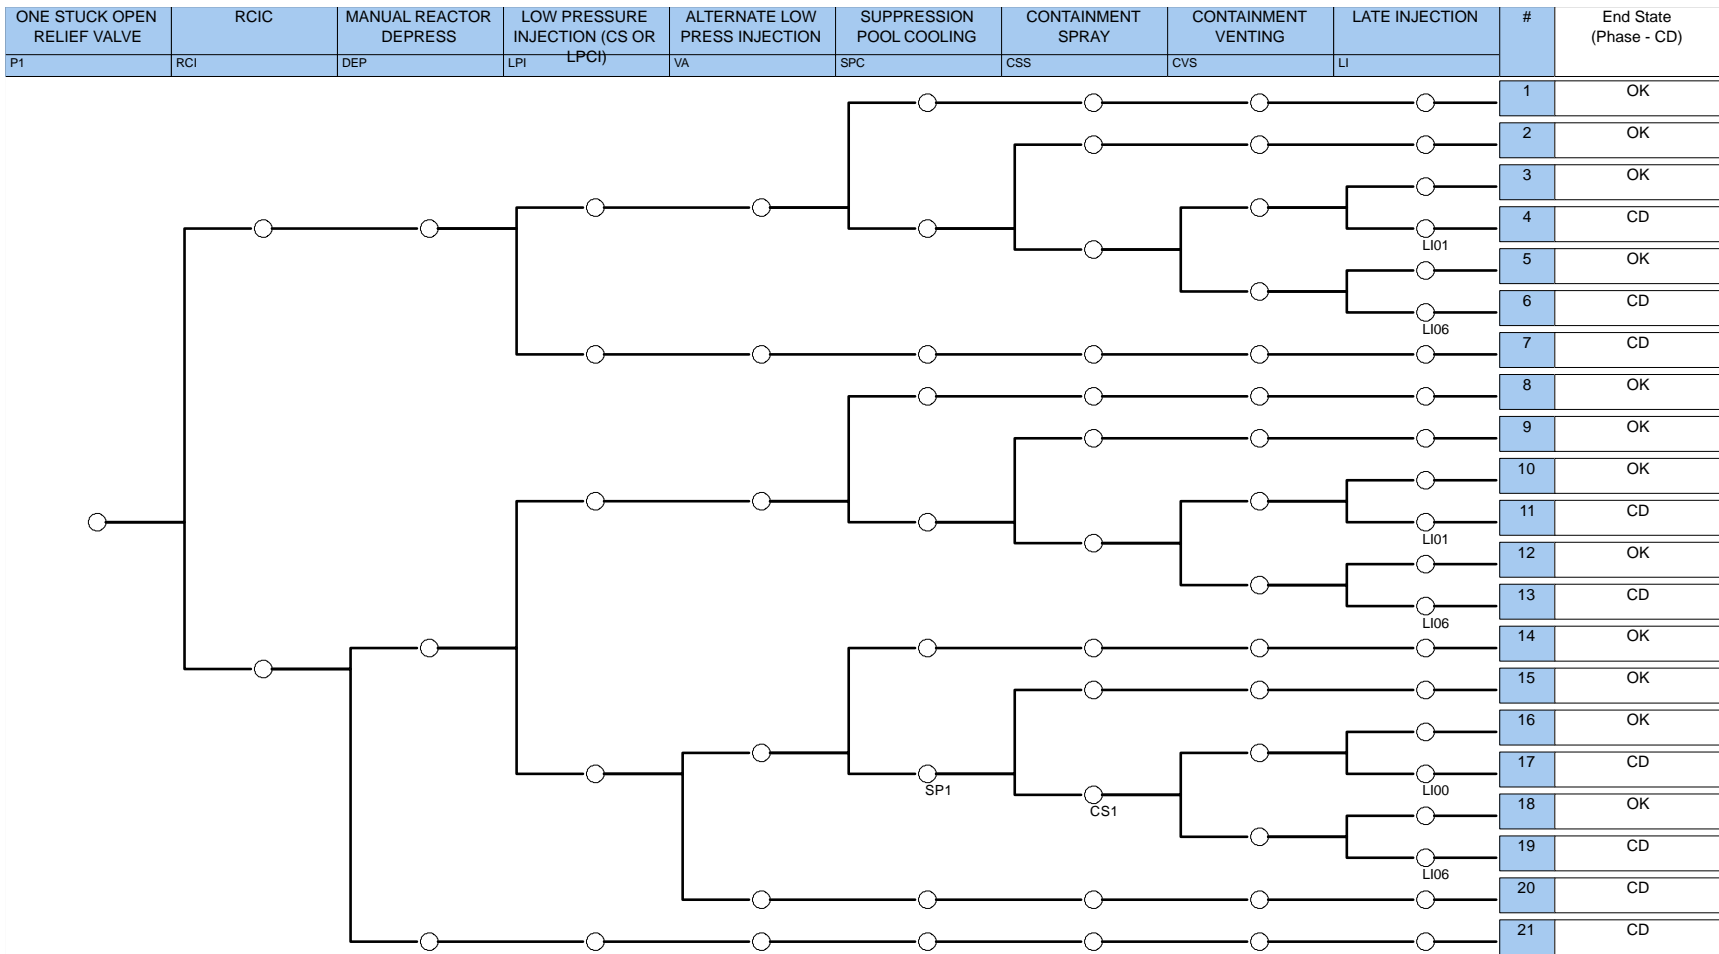 ONE STUCK OPEN
RELIEF VALVE
RCIC
MANUAL REACTOR
DEPRESS
LOW PRESSURE
INJECTION (CS OR
LPCI)
ALTERNATE LOW
PRESS INJECTION
SUPPRESSION
POOL COOLING
CONTAINMENT
SPRAY
CONTAINMENT
VENTING
LATE INJECTION
#
End State
(Phase - CD)
P1
RCI
DEP
LPI
VA
SPC
CSS
CVS
LI
1 OK
2 OK
3 OK
4 CD
LI01
5 OK
6 CD
LI06
7 CD
8 OK
9 OK
10 OK
11 CD
LI01
12 OK
13 CD
LI06
14 OK
15 OK
16 OK
17 CD
SP1
LI00
18 OK
CS1
19 CD
LI06
20 CD
21 CD